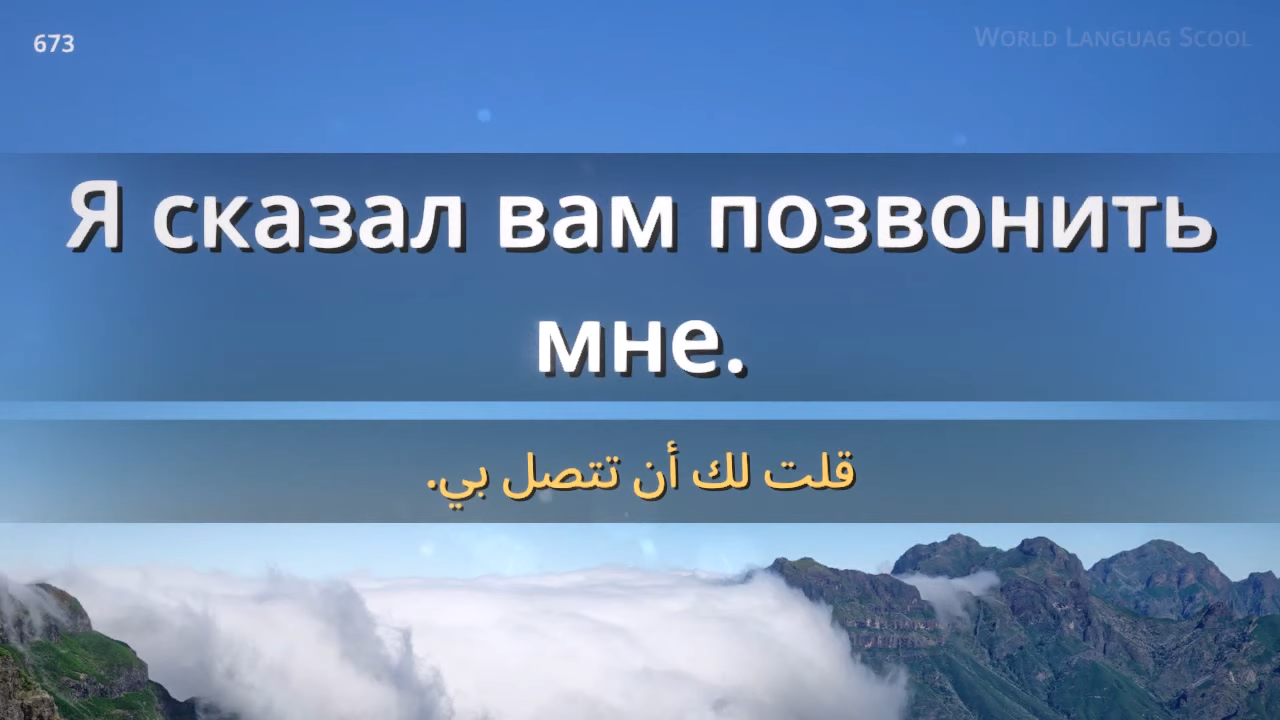 673
World Languag Scool
Я сказал вам позвонить
мне.
قلت لك أن تتصل بي.